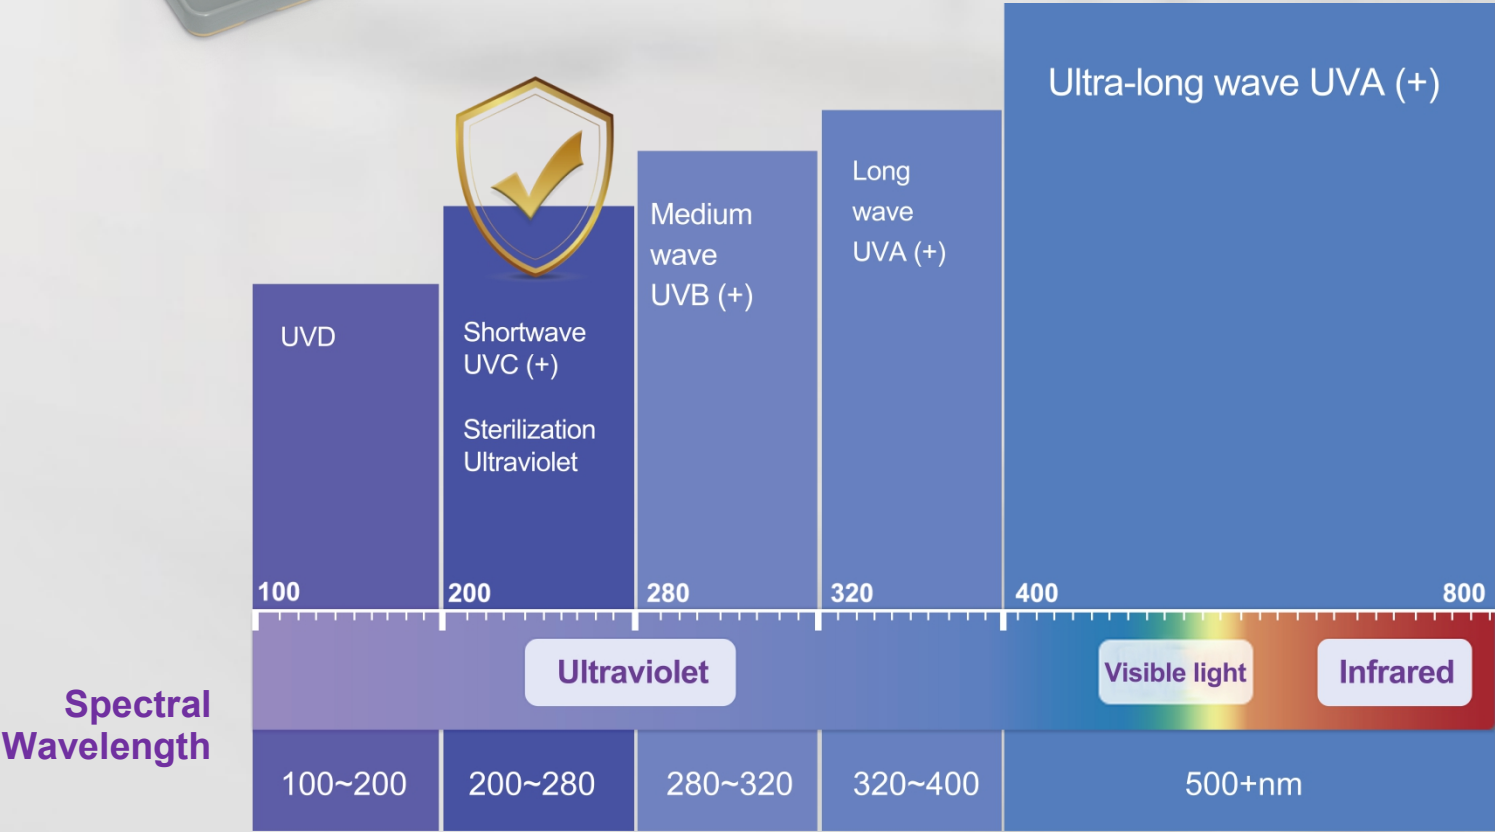 Ultra-long wave UVA (+)
Long
wave
UVA (+)
Medium
wave
UVB (+)
UVD
Shortwave
UVC (+)
Sterilization
Ultraviolet
100
200
280
320
400
800
Ultraviolet
Visible light
Infrared
Spectral
Wavelength
100~200
200~280
280~320
320~400
500+nm